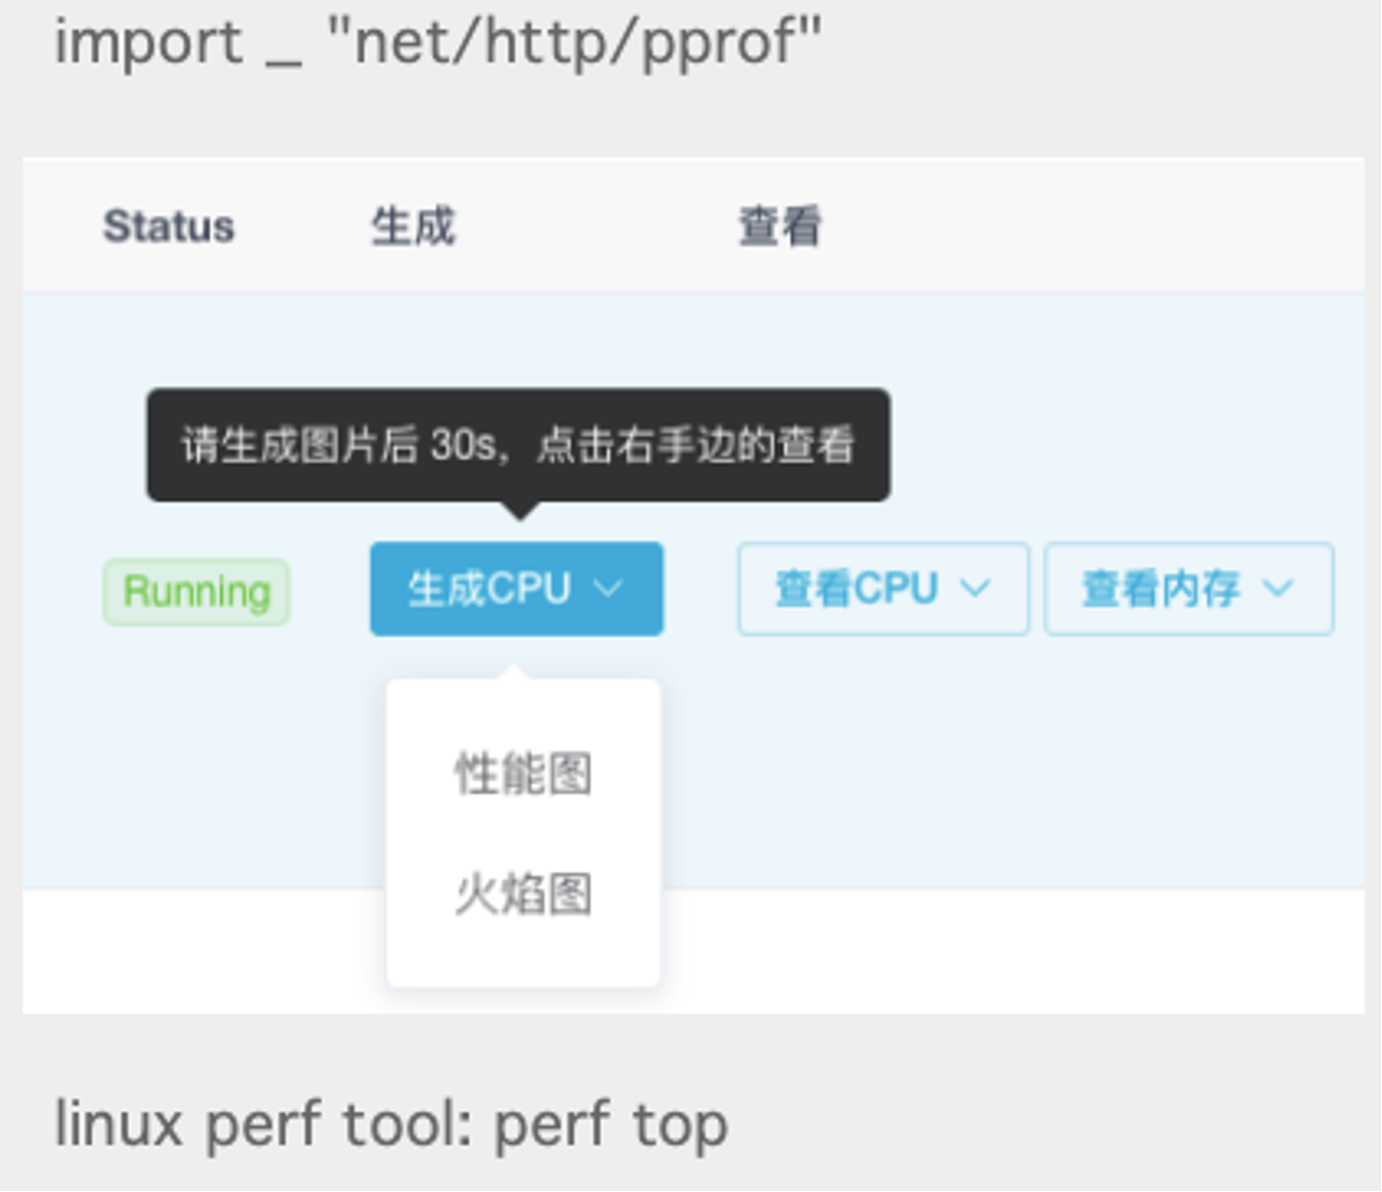 import _ "net/http/pprof"
Status 生成 查看
请生成图片后 30s，点击右手边的查看
Running 生成CPU 查看CPU 查看内存
性能图
火焰图
linux perf tool: perf top